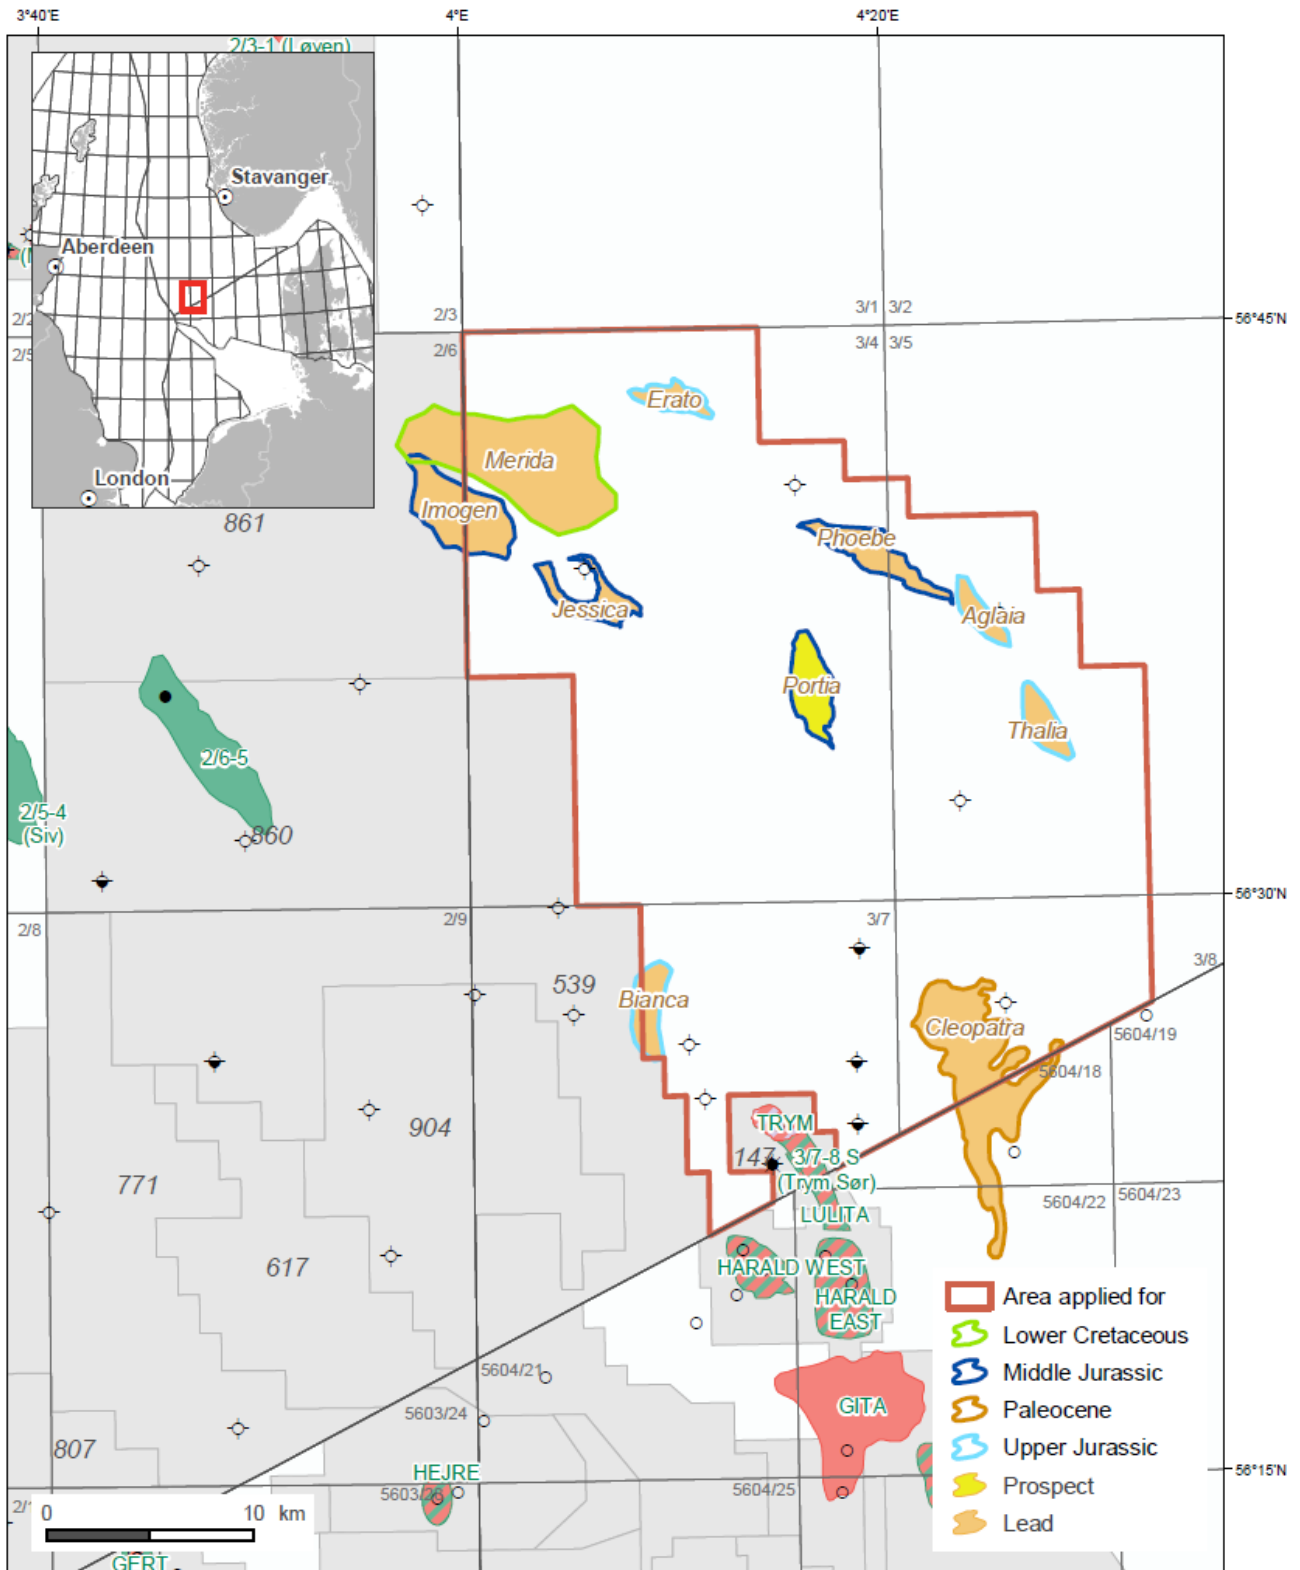 3°40'E
4°E
4°20'E
2/3-1 (Løven)
Stavanger
Aberdeen
London
2/3
3/1
3/2
56°45'N
2/6
3/4
3/5
2/5
Erato
Merida
Imogen
861
Phoebe
Jessica
Aglaia
Portia
Thalia
2/6-5
2/5-4
(Siv)
860
56°30'N
2/8
2/9
3/7
3/8
539
Bianca
Cleopatra
5604/19
5604/18
904
TRYM
147
3/7-8 S
(Trym Sør)
771
5604/22
5604/23
LULITA
617
HARALD WEST
HARALD
EAST
Area applied for
Lower Cretaceous
Middle Jurassic
Paleocene
Upper Jurassic
Prospect
Lead
5604/21
5603/24
GITA
807
HEJRE
56°15'N
5604/25
0
10 km
GERT